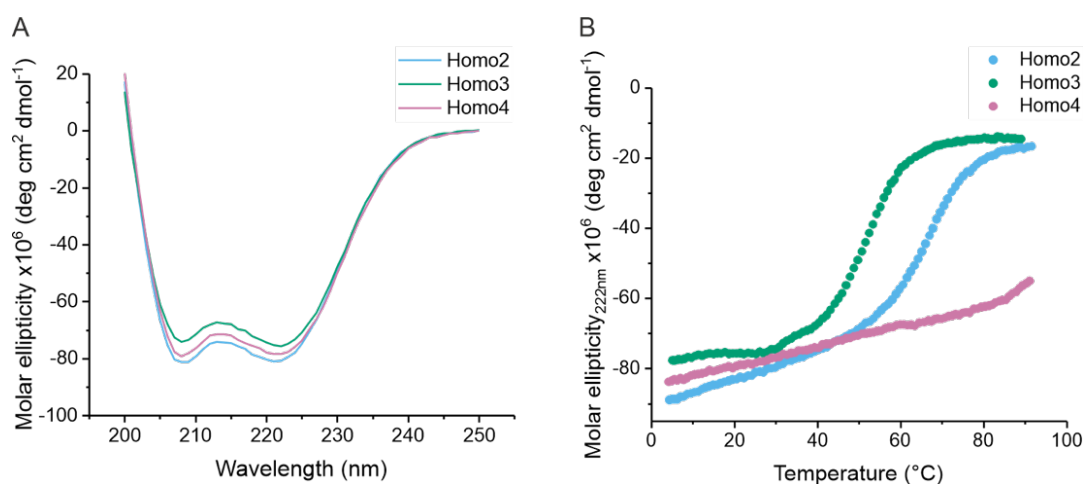 A
Homo2
Homo3
Homo4
Molar ellipticity x10⁶ (deg cm² dmol⁻¹)
20
0
-20
-40
-60
-80
-100
200
210
220
230
240
250
Wavelength (nm)
B
Homo2
Homo3
Homo4
Molar ellipticity₂₂₂ₙₘ x10⁶ (deg cm² dmol⁻¹)
0
-20
-40
-60
-80
0
20
40
60
80
100
Temperature (°C)